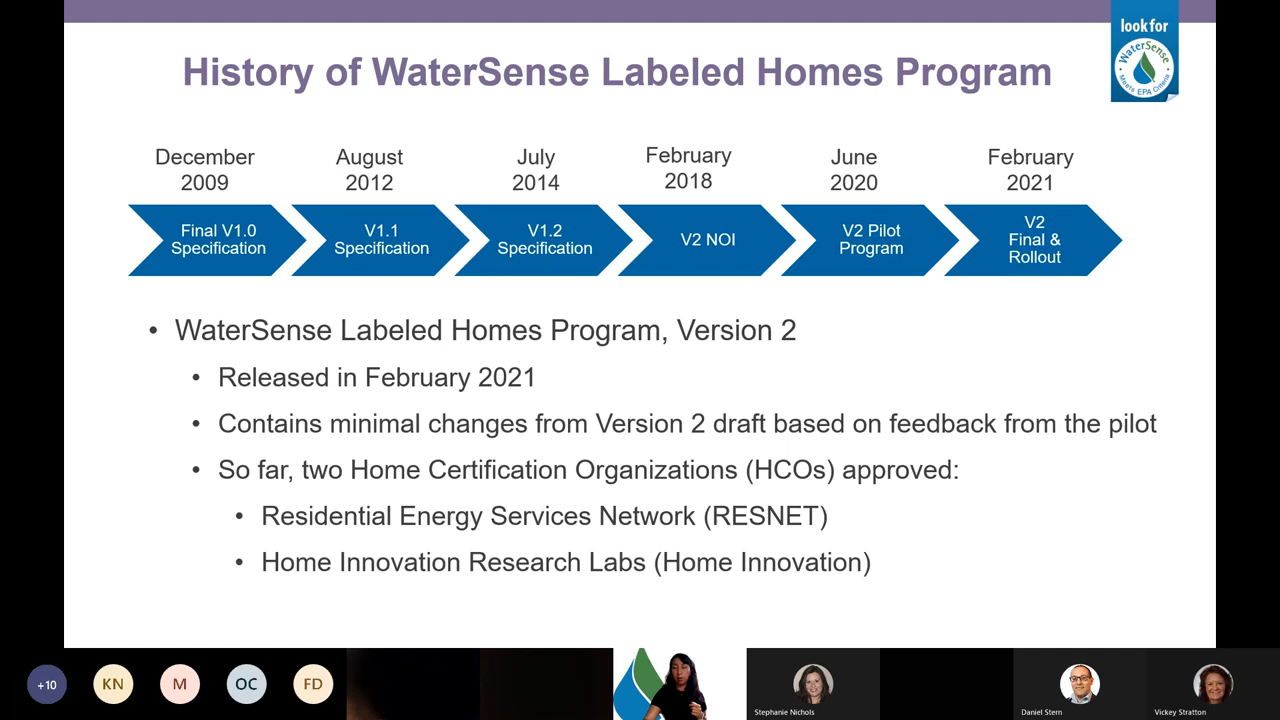 look for
WaterSense
Meets EPA Criteria
History of WaterSense Labeled Homes Program
December
2009
August
2012
July
2014
February
2018
June
2020
February
2021
Final V1.0
Specification
V1.1
Specification
V1.2
Specification
V2 NOI
V2 Pilot
Program
V2
Final &
Rollout
• WaterSense Labeled Homes Program, Version 2
• Released in February 2021
• Contains minimal changes from Version 2 draft based on feedback from the pilot
• So far, two Home Certification Organizations (HCOs) approved:
• Residential Energy Services Network (RESNET)
• Home Innovation Research Labs (Home Innovation)
+10
KN
M
OC
FD
Stephanie Nichols
Daniel Stern
Vickey Stratton